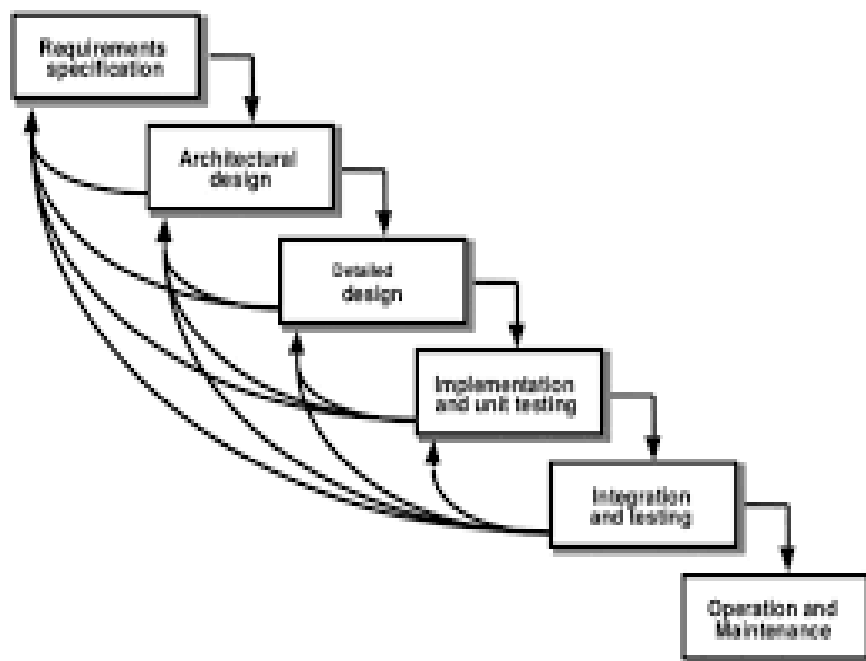 Requirements
specification
Architectural
design
Detailed
design
Implementation
and unit testing
Integration
and testing
Operation and
Maintenance